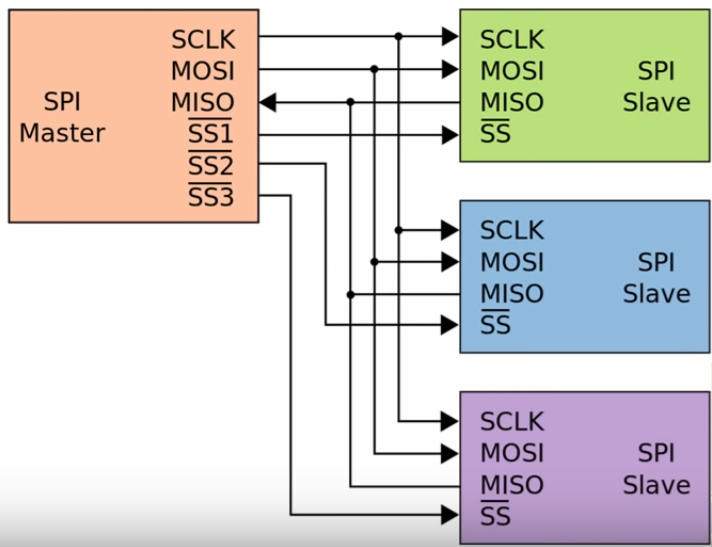 SPI
Master
SCLK
MOSI
MISO
SS1
SS2
SS3
SCLK
MOSI
MISO
SS
SPI
Slave
SCLK
MOSI
MISO
SS
SPI
Slave
SCLK
MOSI
MISO
SS
SPI
Slave